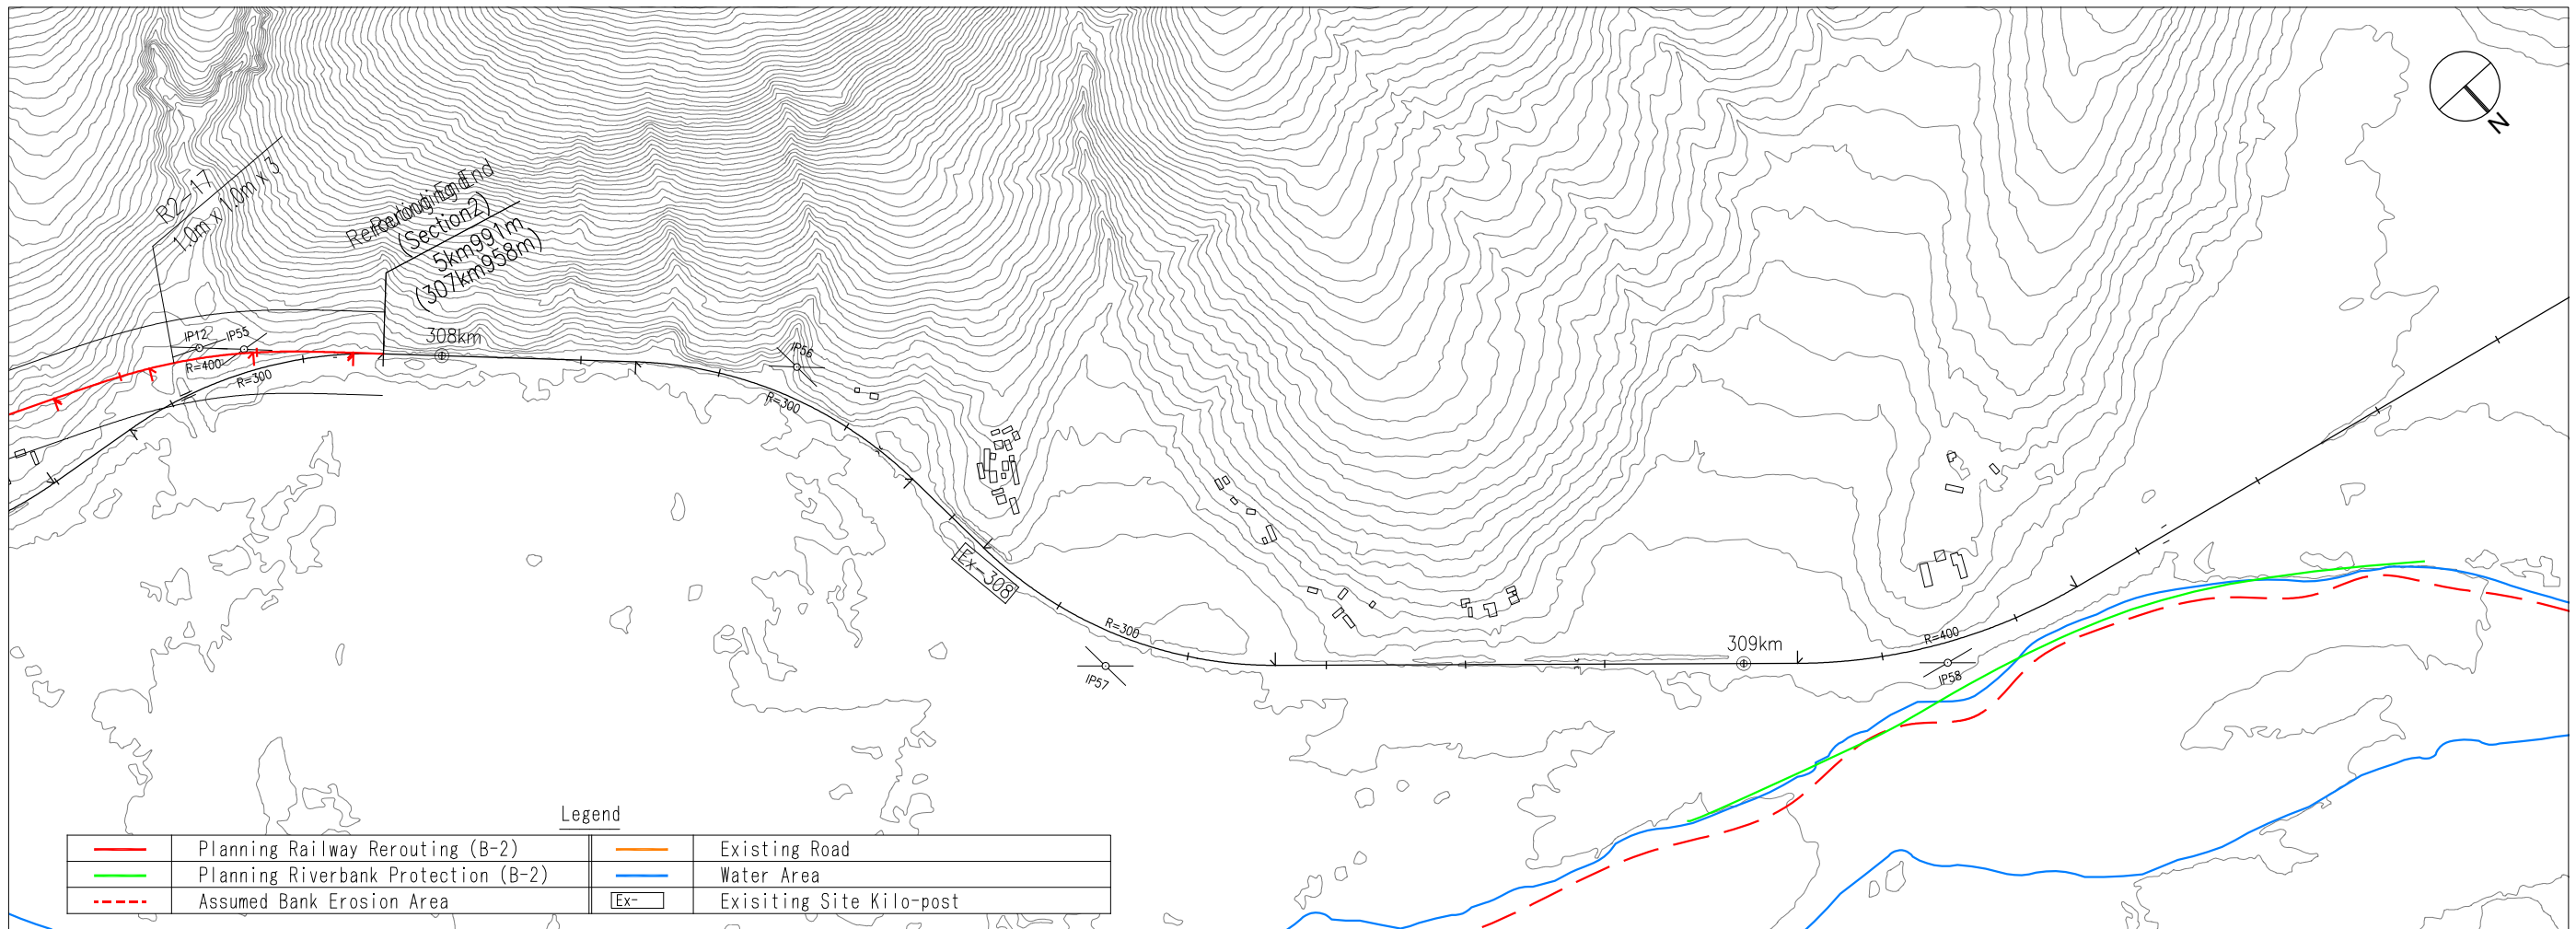 N
R2-17
1.0m x 1.0m x 3
(Section2)
5km991m
(307km958m)
IP12
IP55
308km
R=400
R=300
IP56
R=300
Ex-308
R=300
IP57
309km
R=400
IP58
Legend
Planning Railway Rerouting (B-2)
Existing Road
Planning Riverbank Protection (B-2)
Water Area
Assumed Bank Erosion Area
Ex-
Exisiting Site Kilo-post